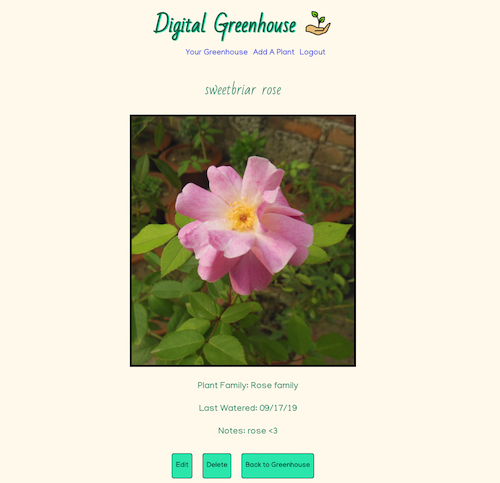 Digital Greenhouse
Your Greenhouse Add A Plant Logout
sweetbriar rose
Plant Family: Rose family
Last Watered: 09/17/19
Notes: rose <3
Edit Delete Back to Greenhouse